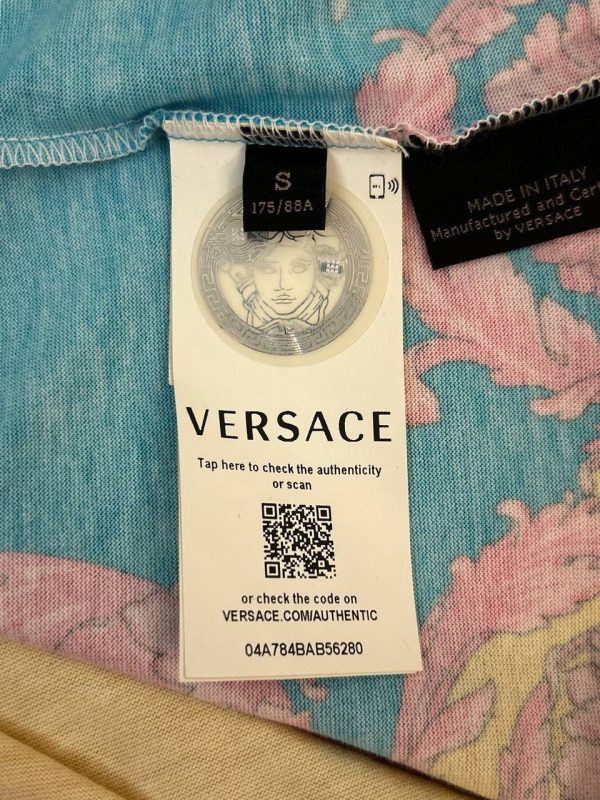 S
175/88A
MADE IN ITALY
Manufactured and
by VERSACE
VERSACE
Tap here to check the authenticity
or scan
or check the code on
VERSACE.COM/AUTHENTIC
04A784BAB56280